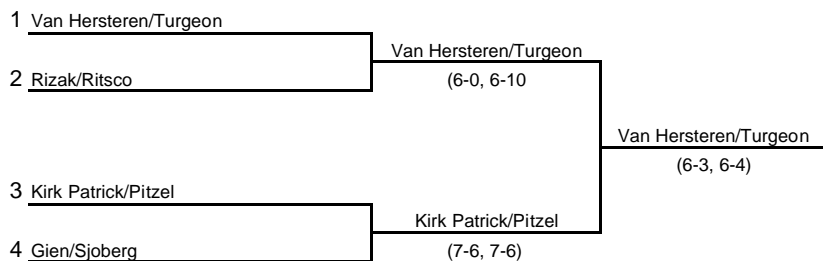 1 Van Hersteren/Turgeon
Van Hersteren/Turgeon
2 Rizak/Ritsco
(6-0, 6-10
Van Hersteren/Turgeon
(6-3, 6-4)
3 Kirk Patrick/Pitzel
Kirk Patrick/Pitzel
4 Gien/Sjoberg
(7-6, 7-6)